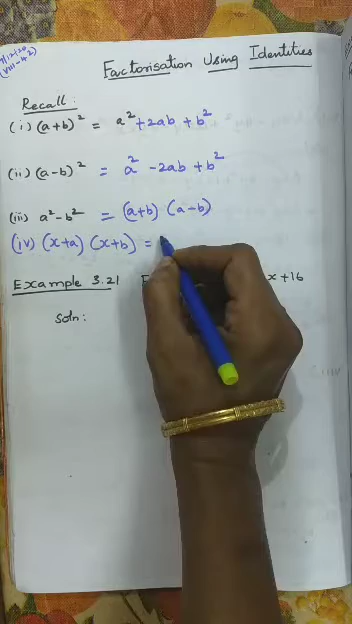 Factorisation Using Identities
Recall:
(i) (a+b)² = a² + 2ab + b²
(ii) (a-b)² = a² - 2ab + b²
(iii) a² - b² = (a+b) (a-b)
(iv) (x+a) (x+b) =
Example 3.21 x + 16
Soln: